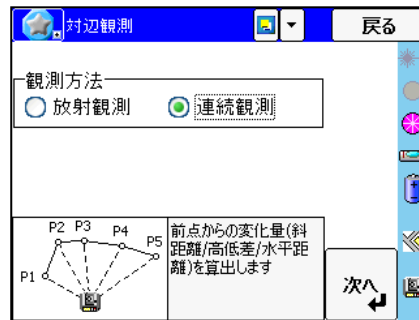 対辺観測
戻る
観測方法
放射観測
連続観測
P1
P2
P3
P4
P5
前点からの変化量(斜
距離/高低差/水平距
離)を算出します
次へ